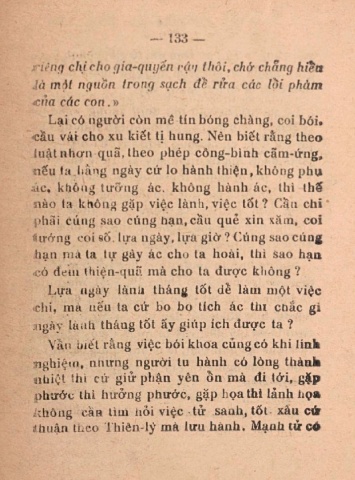 — 133 —
riêng chị cho gia-quyến vậy thôi, chớ chẳng hiểu
là một nguồn trong sạch để rửa các lồi phàm
của các con.»
Lại có người còn mê tín bóng chàng, coi bói,
cầu vái cho xu kiết tị hung. Nên biết rằng theo
luật nhơn-quả, theo phép công-bình cảm-ứng,
nếu ta hằng ngày cứ lo hành thiện, không phụ
ác, không tưởng ác, không hành ác, thì thế
nào ta không gặp việc lành, việc tốt ? Cần chi
phải cúng sao cúng hạn, cầu quẻ xin xăm, coi
tướng coi số, lựa ngày, lựa giờ ? Cúng sao cúng
hạn mà ta tự gây ác cho ta hoài, thì sao hạn
có đem thiện-quả mà cho ta được không ?
Lựa ngày lành tháng tốt để làm một việc
chi, mà nếu ta cứ bo bo tích ác thì chắc gì
ngày lành tháng tốt ấy giúp ích được ta ?
Vẫn biết rằng việc bói khoa cũng có khi linh
nghiệm, nhưng người tu hành có lòng thành
nhiệt thì cứ giữ phận yên ổn mà đi tới, gặp
phước thì hưởng phước, gặp họa thì lãnh họa
không cần tìm hỏi việc tử sanh, tốt xấu cứ
thuận theo Thiên-lý mà lưu hành. Mạnh tử có